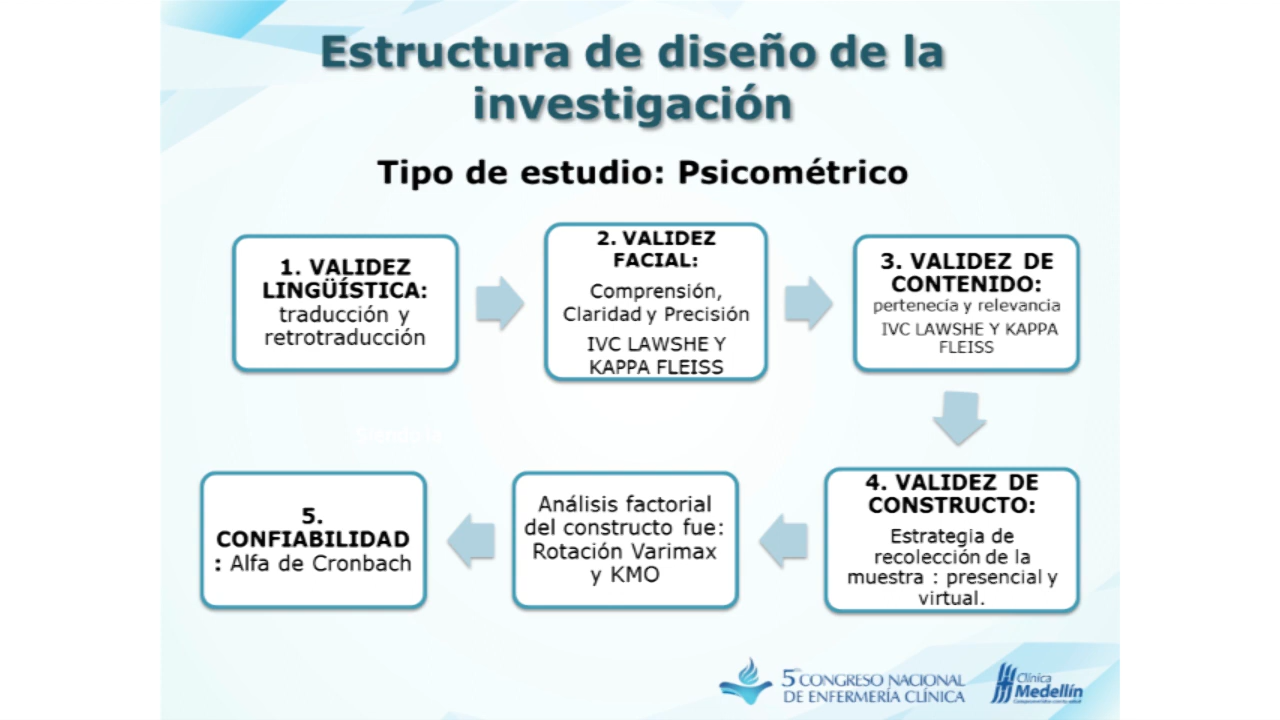 Estructura de diseño de la
investigación
Tipo de estudio: Psicométrico
1. VALIDEZ
LINGÜÍSTICA:
traducción y
retrotraducción
2. VALIDEZ
FACIAL:
Comprensión,
Claridad y Precisión
IVC LAWSHE Y
KAPPA FLEISS
3. VALIDEZ DE
CONTENIDO:
pertenecía y relevancia
IVC LAWSHE Y KAPPA
FLEISS
4. VALIDEZ DE
CONSTRUCTO:
Estrategia de
recolección de la
muestra : presencial y
virtual.
Análisis factorial
del constructo fue:
Rotación Varimax
y KMO
5.
CONFIABILIDAD
: Alfa de Cronbach
5º CONGRESO NACIONAL
DE ENFERMERÍA CLÍNICA
Clínica
Medellín